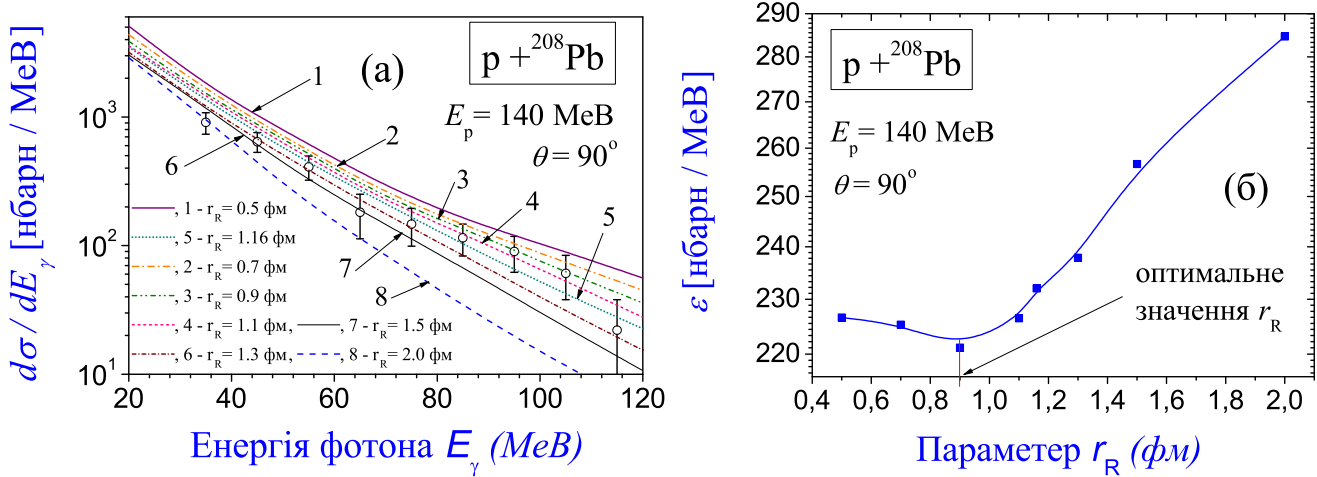 dσ / dE_γ [нбарн / МеВ]
10³
10²
10¹
20 40 60 80 100 120
Енергія фотона E_γ (МеВ)
(а)
p + ²⁰⁸Pb
E_p = 140 МеВ
θ = 90°
1
2
3
4
5
6
7
8
, 1 - r_R= 0.5 фм
, 5 - r_R= 1.16 фм
, 2 - r_R= 0.7 фм
, 3 - r_R= 0.9 фм
, 4 - r_R= 1.1 фм, , 7 - r_R= 1.5 фм
, 6 - r_R= 1.3 фм, , 8 - r_R= 2.0 фм
ε [нбарн / МеВ]
290
280
270
260
250
240
230
220
0,4 0,6 0,8 1,0 1,2 1,4 1,6 1,8 2,0
Параметер r_R (фм)
p + ²⁰⁸Pb
E_p = 140 МеВ
θ = 90°
(б)
оптимальне
значення r_R